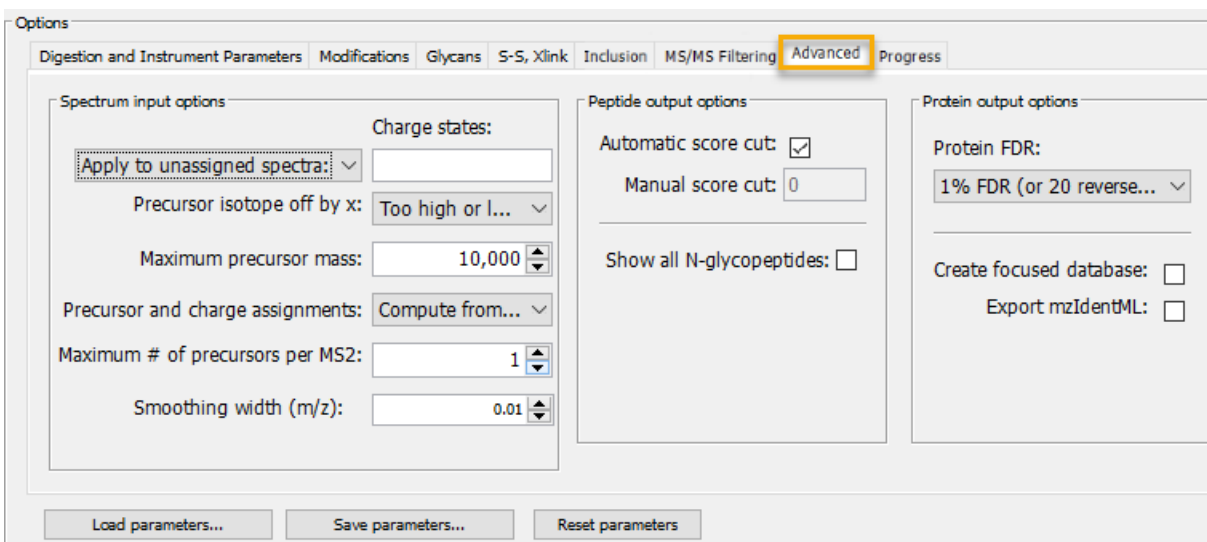 Options
Digestion and Instrument Parameters Modifications Glycans S-S, Xlink Inclusion MS/MS Filtering Advanced Progress
Spectrum input options
Charge states:
Apply to unassigned spectra:
Precursor isotope off by x: Too high or l...
Maximum precursor mass: 10,000
Precursor and charge assignments: Compute from...
Maximum # of precursors per MS2: 1
Smoothing width (m/z): 0.01
Peptide output options
Automatic score cut:
Manual score cut: 0
Show all N-glycopeptides:
Protein output options
Protein FDR:
1% FDR (or 20 reverse...
Create focused database:
Export mzIdentML:
Load parameters... Save parameters... Reset parameters